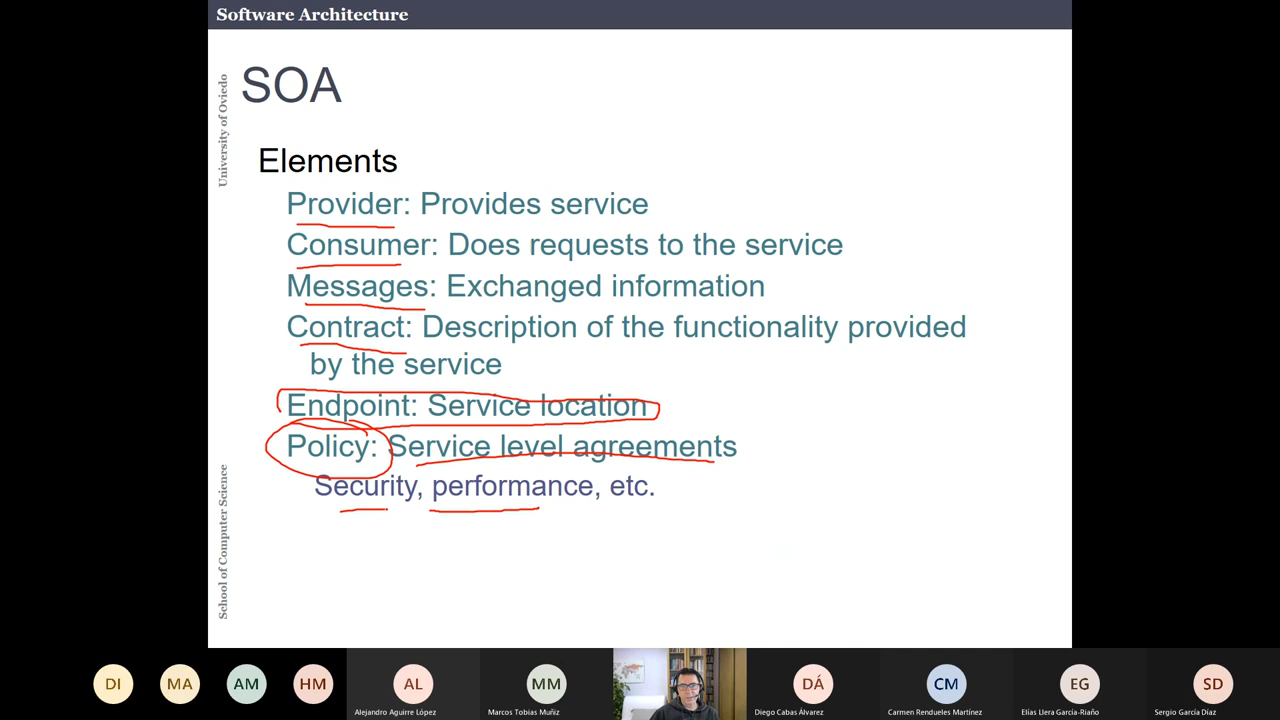 Software Architecture
University of Oviedo
School of Computer Science
SOA
Elements
Provider: Provides service
Consumer: Does requests to the service
Messages: Exchanged information
Contract: Description of the functionality provided
by the service
Endpoint: Service location
Policy: Service level agreements
Security, performance, etc.
DI
MA
AM
HM
AL
MM
DÁ
CM
EG
SD
Alejandro Aguirre López
Marcos Tobias Muñiz
Diego Cabas Álvarez
Carmen Rendueles Martínez
Elías Llera García-Riaño
Sergio García Díaz